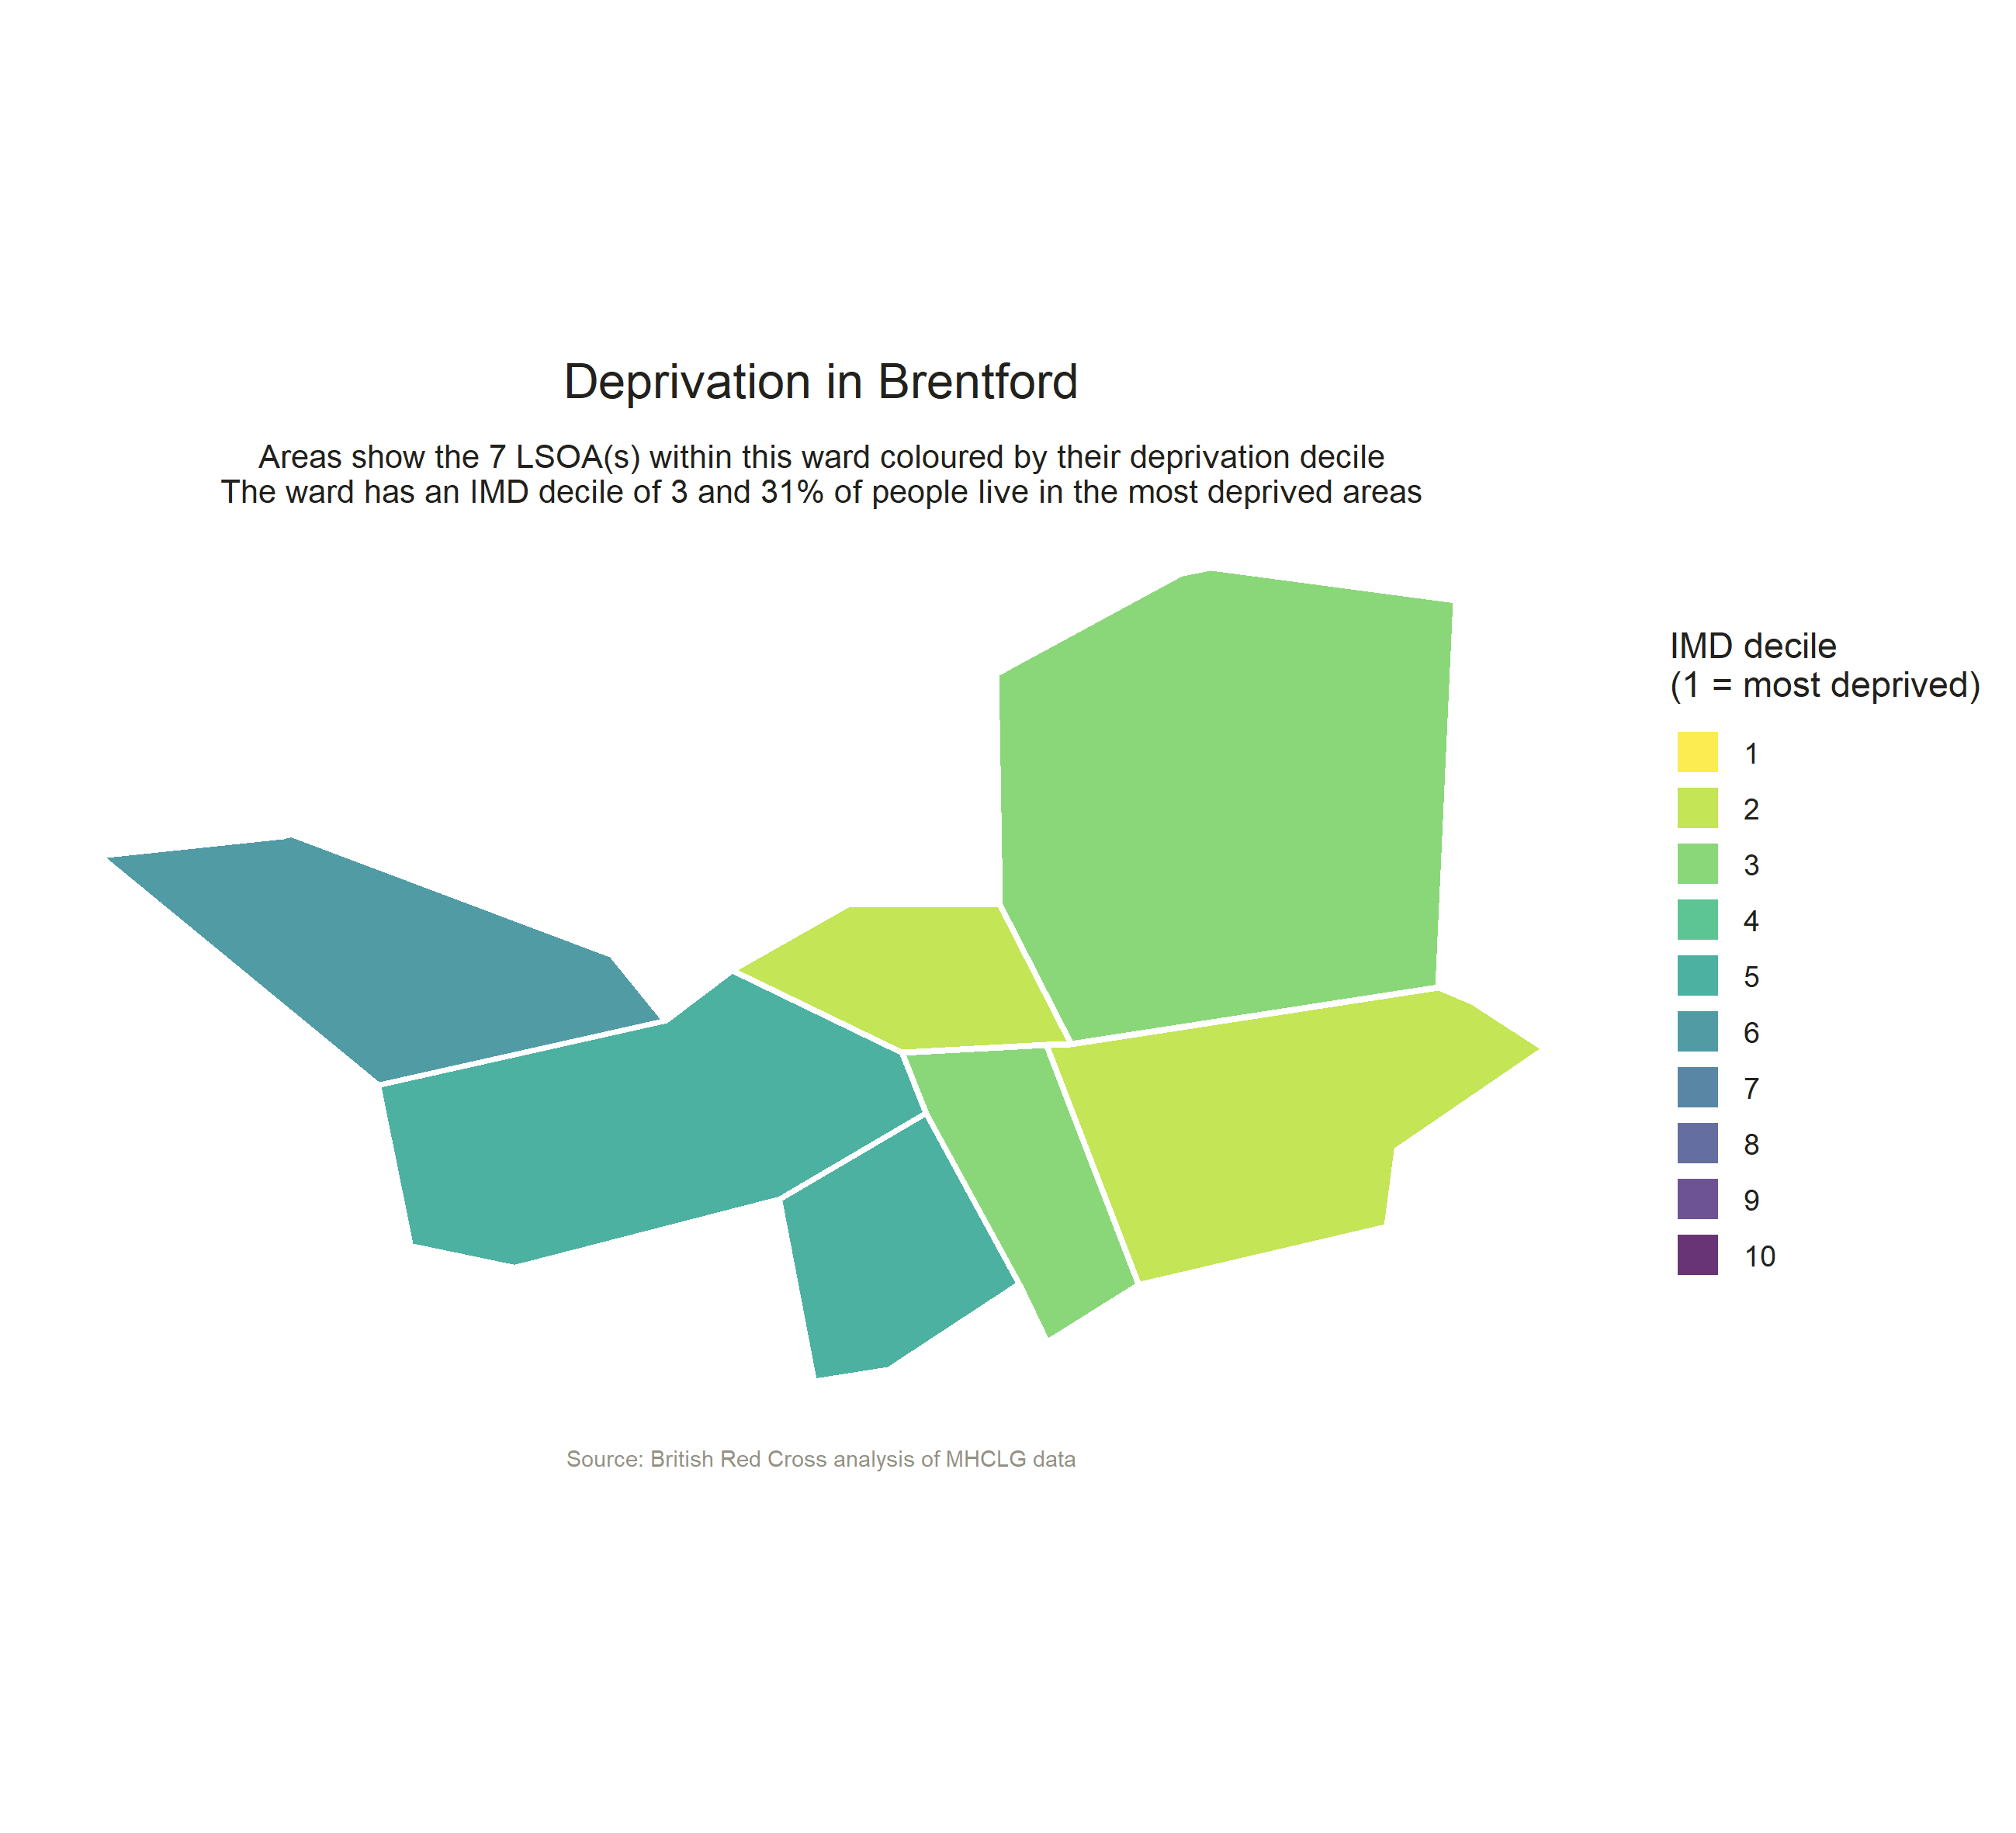 Deprivation in Brentford
Areas show the 7 LSOA(s) within this ward coloured by their deprivation decile
The ward has an IMD decile of 3 and 31% of people live in the most deprived areas
IMD decile
(1 = most deprived)
1
2
3
4
5
6
7
8
9
10
Source: British Red Cross analysis of MHCLG data